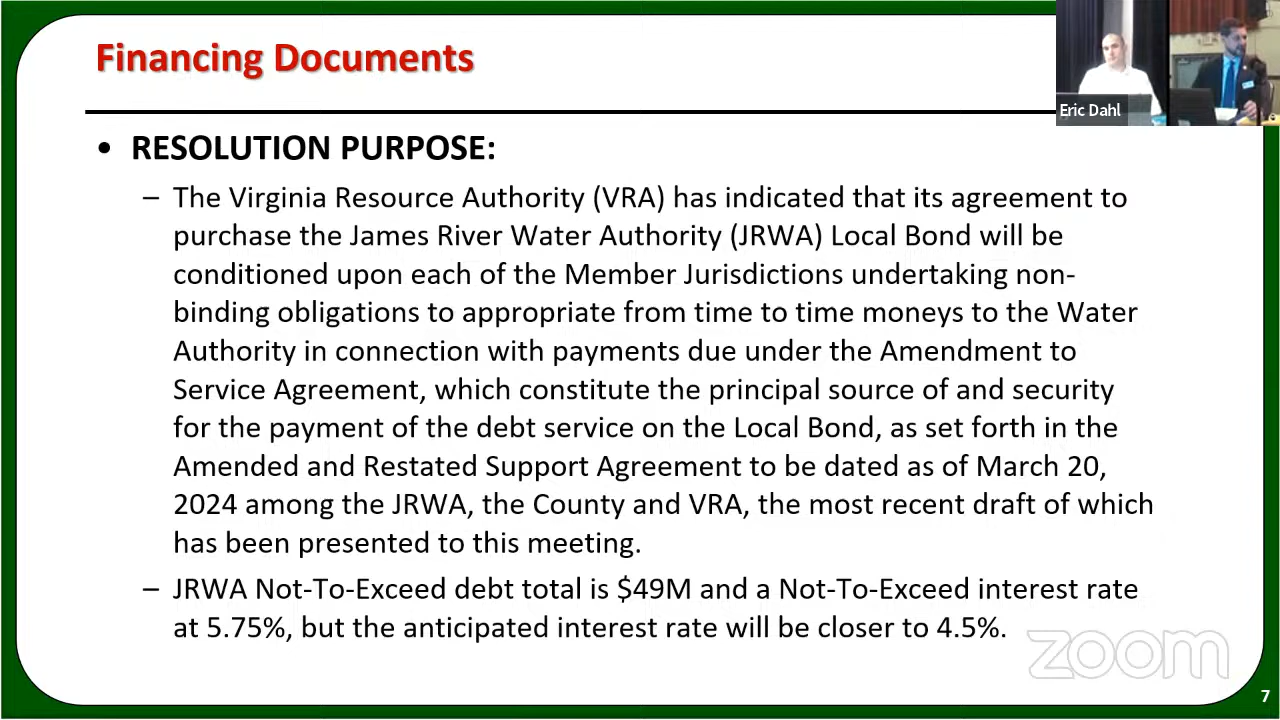 Financing Documents
Eric Dahl
• RESOLUTION PURPOSE:
– The Virginia Resource Authority (VRA) has indicated that its agreement to
purchase the James River Water Authority (JRWA) Local Bond will be
conditioned upon each of the Member Jurisdictions undertaking non-
binding obligations to appropriate from time to time moneys to the Water
Authority in connection with payments due under the Amendment to
Service Agreement, which constitute the principal source of and security
for the payment of the debt service on the Local Bond, as set forth in the
Amended and Restated Support Agreement to be dated as of March 20,
2024 among the JRWA, the County and VRA, the most recent draft of which
has been presented to this meeting.
– JRWA Not-To-Exceed debt total is $49M and a Not-To-Exceed interest rate
at 5.75%, but the anticipated interest rate will be closer to 4.5%.
zoom
7